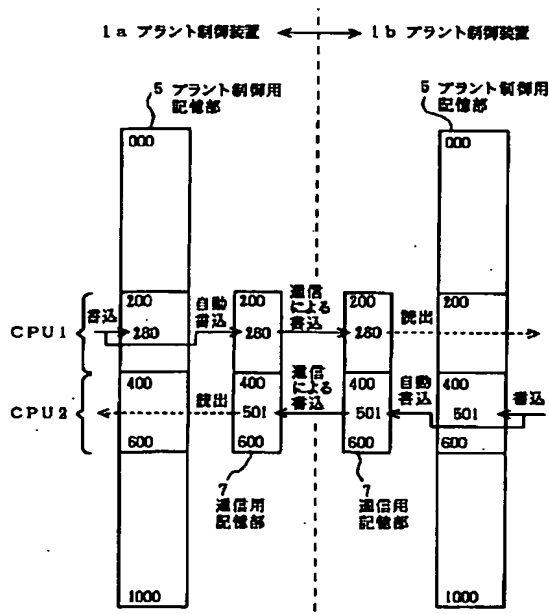 1a プラント制御装置
1b プラント制御装置
5 プラント制御用
記憶部
5 プラント制御用
記憶部
000
000
200
200
通信
による
書込
200
200
CPU1
書込
280
自動
書込
280
280
読出
400
400
通信
による
書込
400
自動
書込
400
CPU2
読出
501
501
501
書込
600
600
600
600
7
通信用
記憶部
7
通信用
記憶部
1000
1000